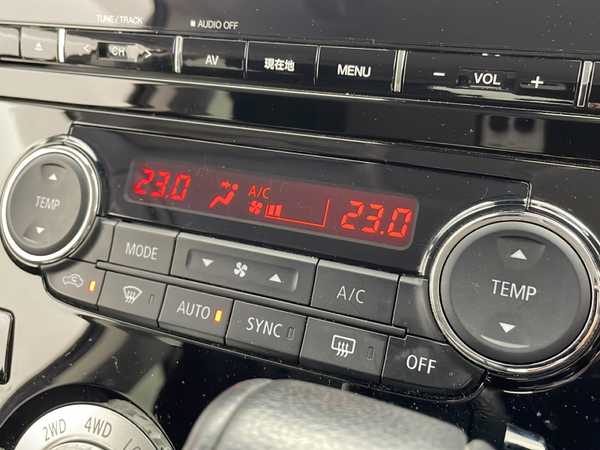 TUNE / TRACK
AUDIO OFF
< CH >
AV
現在地
MENU
− VOL +
TEMP
23.0
A/C
23.0
TEMP
MODE
A/C
AUTO
SYNC
OFF
2WD
4WD